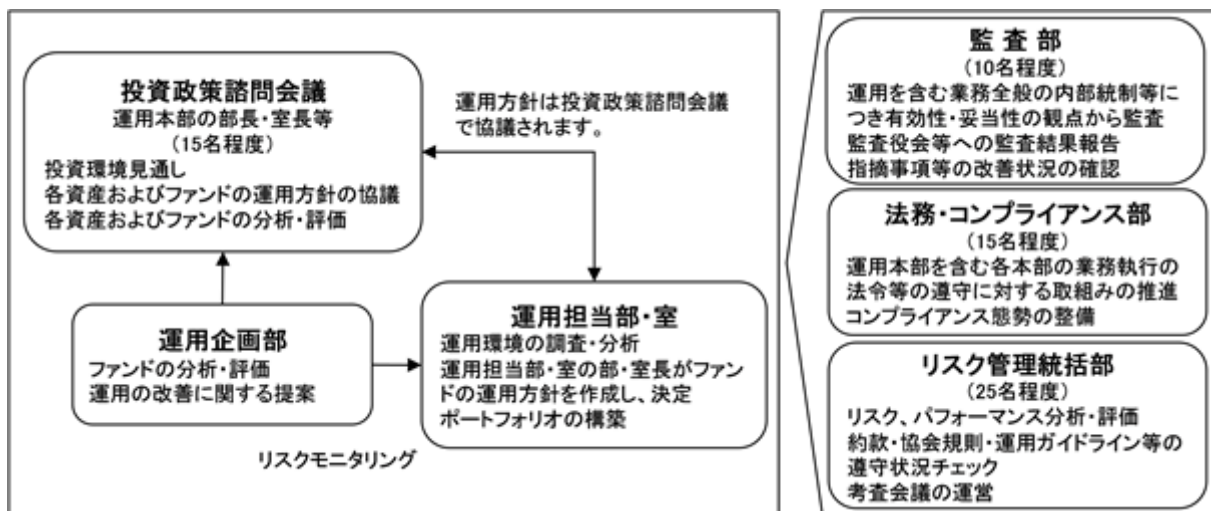 投資政策諮問会議
運用本部の部長・室長等
(15名程度)
投資環境見通し
各資産およびファンドの運用方針の協議
各資産およびファンドの分析・評価
運用方針は投資政策諮問会議
で協議されます。
運用企画部
ファンドの分析・評価
運用の改善に関する提案
運用担当部・室
運用環境の調査・分析
運用担当部・室の部・室長がファン
ドの運用方針を作成し、決定
ポートフォリオの構築
リスクモニタリング
監 査 部
(10名程度)
運用を含む業務全般の内部統制等に
つき有効性・妥当性の観点から監査
監査役会等への監査結果報告
指摘事項等の改善状況の確認
法務・コンプライアンス部
(15名程度)
運用本部を含む各本部の業務執行の
法令等の遵守に対する取組みの推進
コンプライアンス態勢の整備
リスク管理統括部
(25名程度)
リスク、パフォーマンス分析・評価
約款・協会規則・運用ガイドライン等の
遵守状況チェック
考査会議の運営